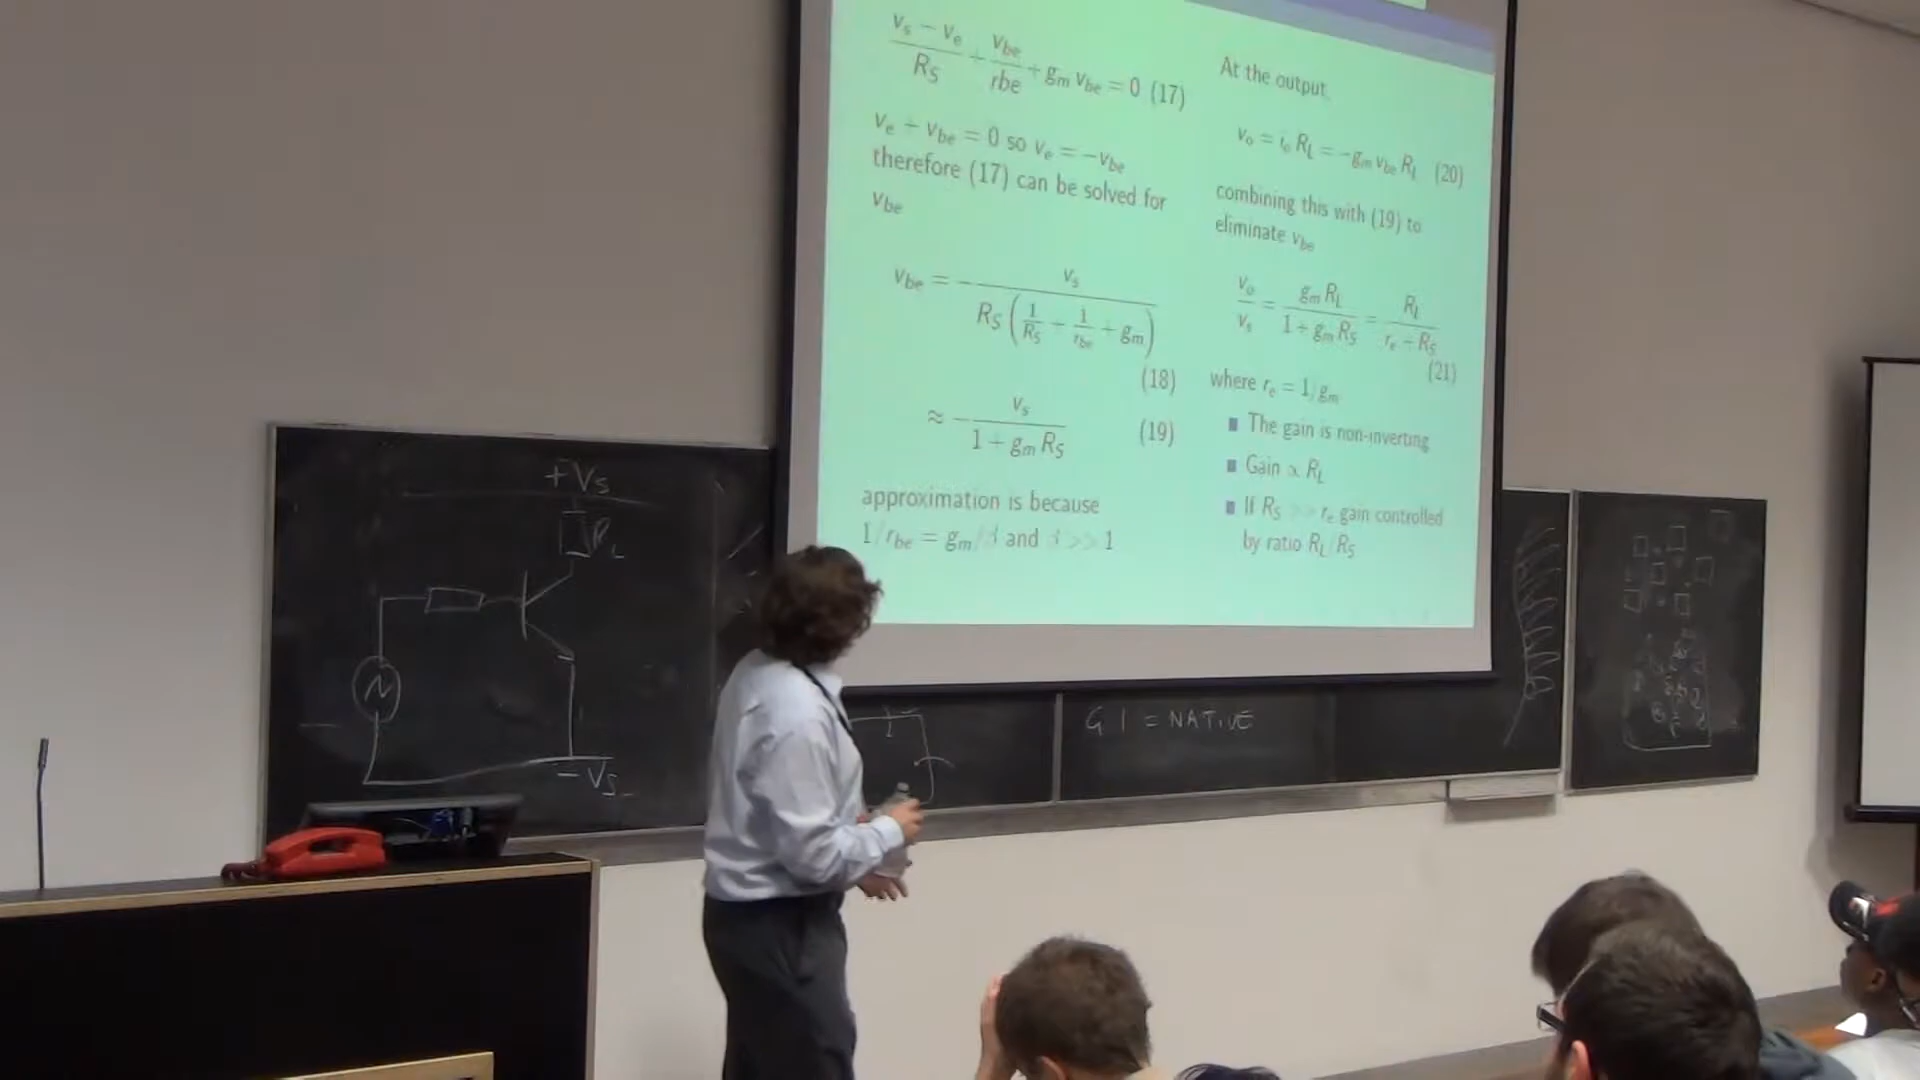 (vs − ve)/RS + vbe/rbe + gm vbe = 0 (17)
ve + vbe = 0 so ve = −vbe
therefore (17) can be solved for
vbe
vbe = − vs / (RS (1/RS + 1/rbe + gm))
(18)
≈ − vs / (1 + gm RS) (19)
approximation is because
1/rbe = gm/β and β >> 1
At the output,
vo = io RL = −gm vbe RL (20)
combining this with (19) to
eliminate vbe
vo/vs = gm RL / (1 + gm RS) = RL / (re + RS)
(21)
where re = 1/gm
■ The gain is non-inverting
■ Gain ∝ RL
■ If RS >> re gain controlled
by ratio RL/RS
+Vs
RL
−Vs
G I = NATIVE